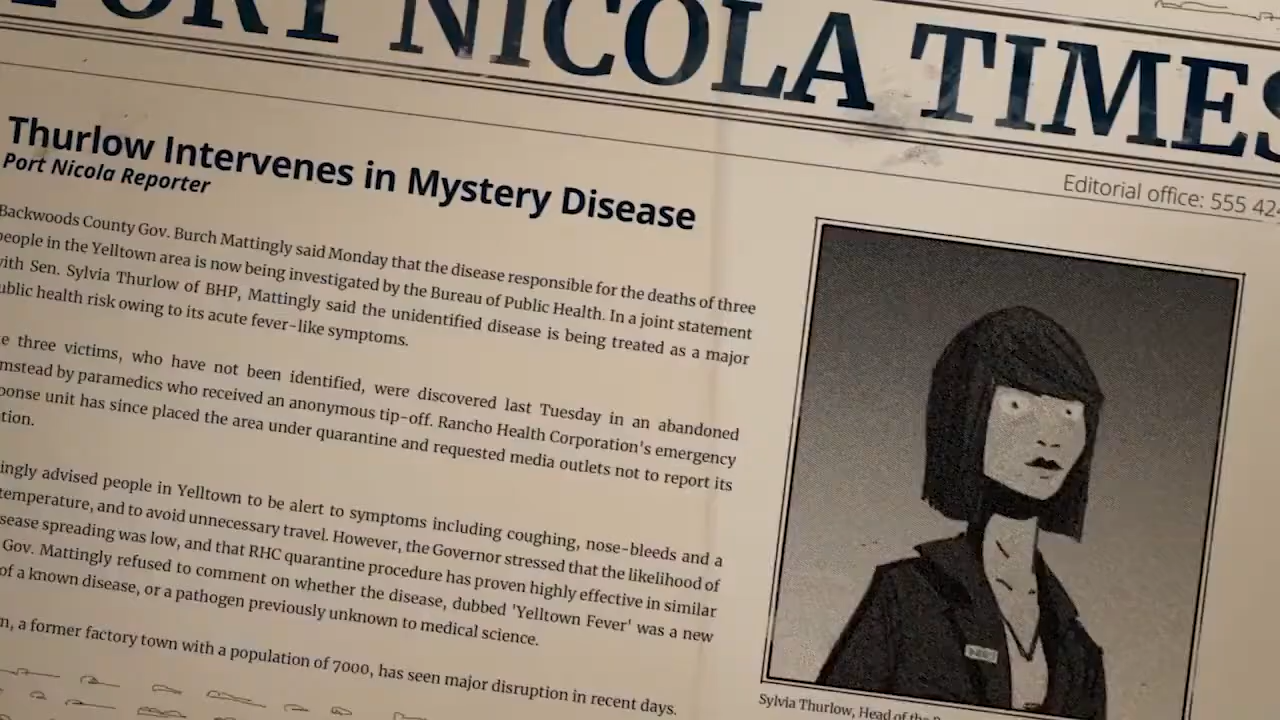 PORT NICOLA TIMES
Editorial office: 555 42
Thurlow Intervenes in Mystery Disease
Port Nicola Reporter
Backwoods County Gov. Burch Mattingly said Monday that the disease responsible for the deaths of three
people in the Yelltown area is now being investigated by the Bureau of Public Health. In a joint statement
with Sen. Sylvia Thurlow of BHP, Mattingly said the unidentified disease is being treated as a major
ublic health risk owing to its acute fever-like symptoms.
e three victims, who have not been identified, were discovered last Tuesday in an abandoned
mstead by paramedics who received an anonymous tip-off. Rancho Health Corporation's emergency
ponse unit has since placed the area under quarantine and requested media outlets not to report its
tion.
ingly advised people in Yelltown to be alert to symptoms including coughing, nose-bleeds and a
temperature, and to avoid unnecessary travel. However, the Governor stressed that the likelihood of
sease spreading was low, and that RHC quarantine procedure has proven highly effective in similar
Gov. Mattingly refused to comment on whether the disease, dubbed 'Yelltown Fever' was a new
of a known disease, or a pathogen previously unknown to medical science.
n, a former factory town with a population of 7000, has seen major disruption in recent days.
Sylvia Thurlow, Head of the